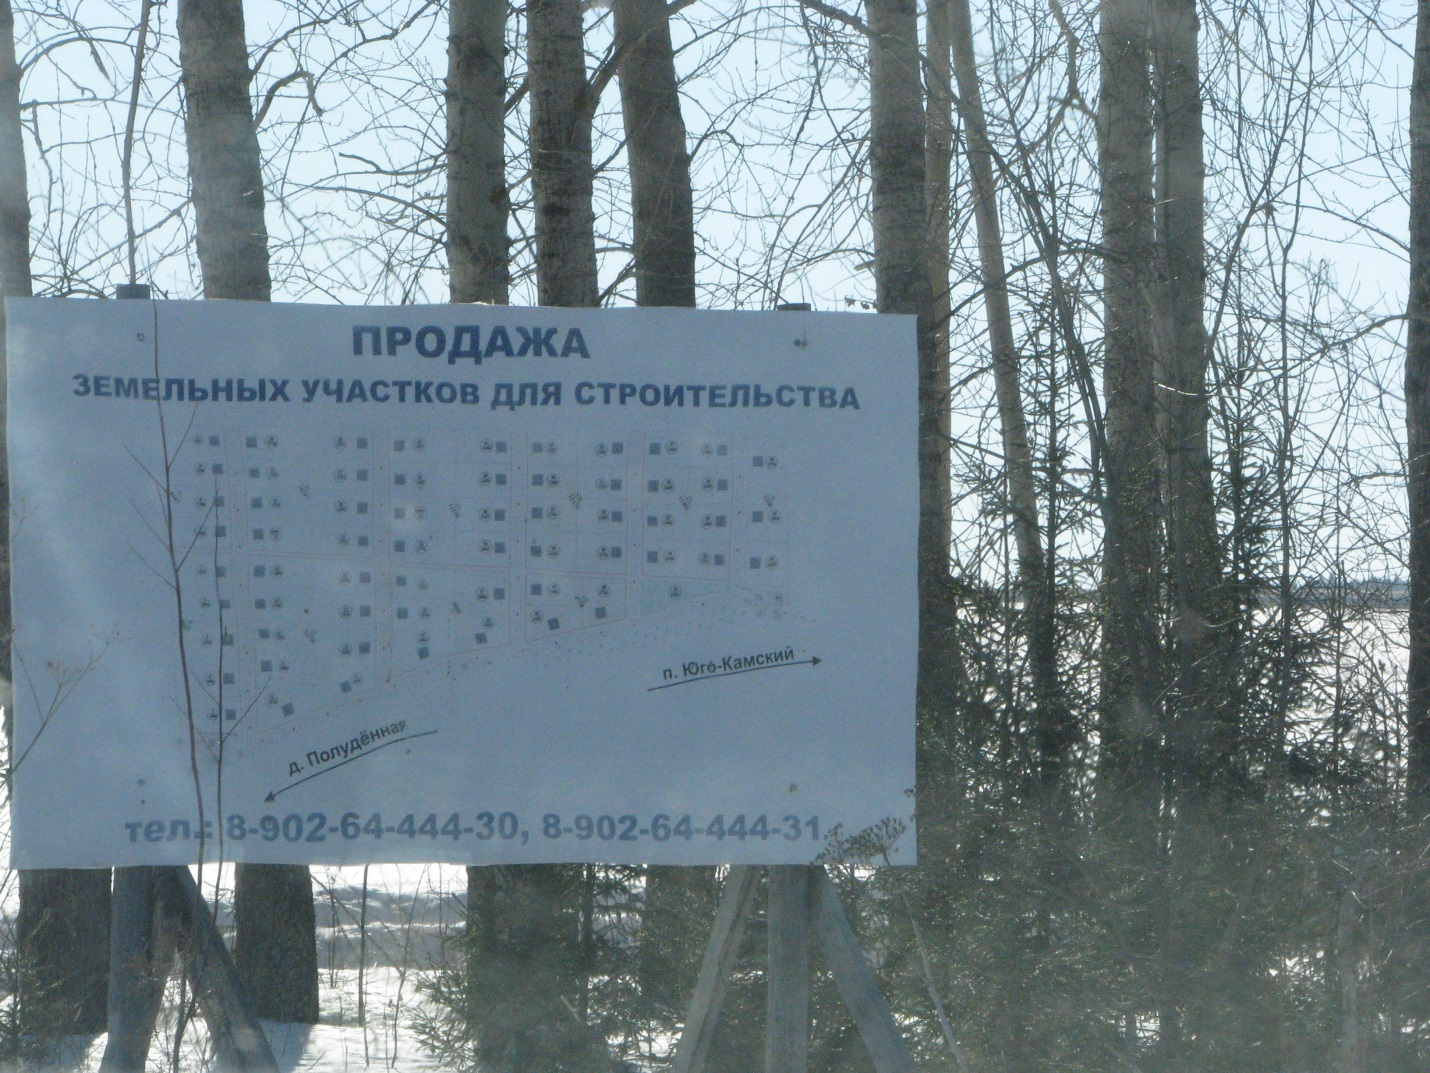 ПРОДАЖА
ЗЕМЕЛЬНЫХ УЧАСТКОВ ДЛЯ СТРОИТЕЛЬСТВА
п. Юго-Камский
д. Полудённая
тел.: 8-902-64-444-30, 8-902-64-444-31.